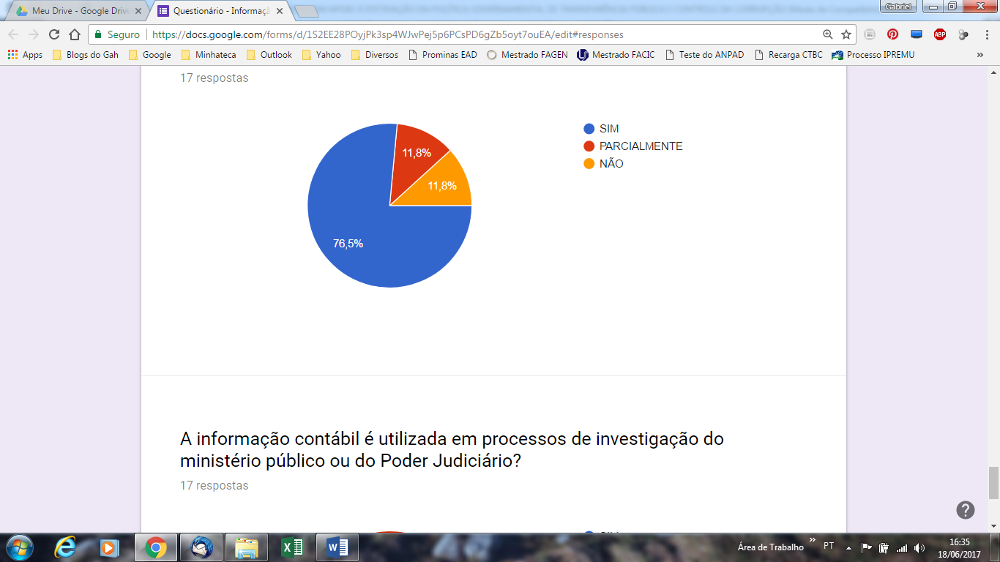 Gabriel
Meu Drive - Google Drive
Questionário - Informaçã
Seguro
https://docs.google.com/forms/d/1S2EE28POyjPk3sp4WJwPej5p6PCsPD6gZb5oyt7ouEA/edit#responses
ABP
Apps Blogs do Gah Google Minhateca Outlook Yahoo Diversos Prominas EAD Mestrado FAGEN Mestrado FACIC Teste do ANPAD Recarga CTBC Processo IPREMU »
17 respostas
SIM
PARCIALMENTE
NÃO
11,8%
11,8%
76,5%
A informação contábil é utilizada em processos de investigação do
ministério público ou do Poder Judiciário?
17 respostas
Área de Trabalho » PT
16:35
18/06/2017